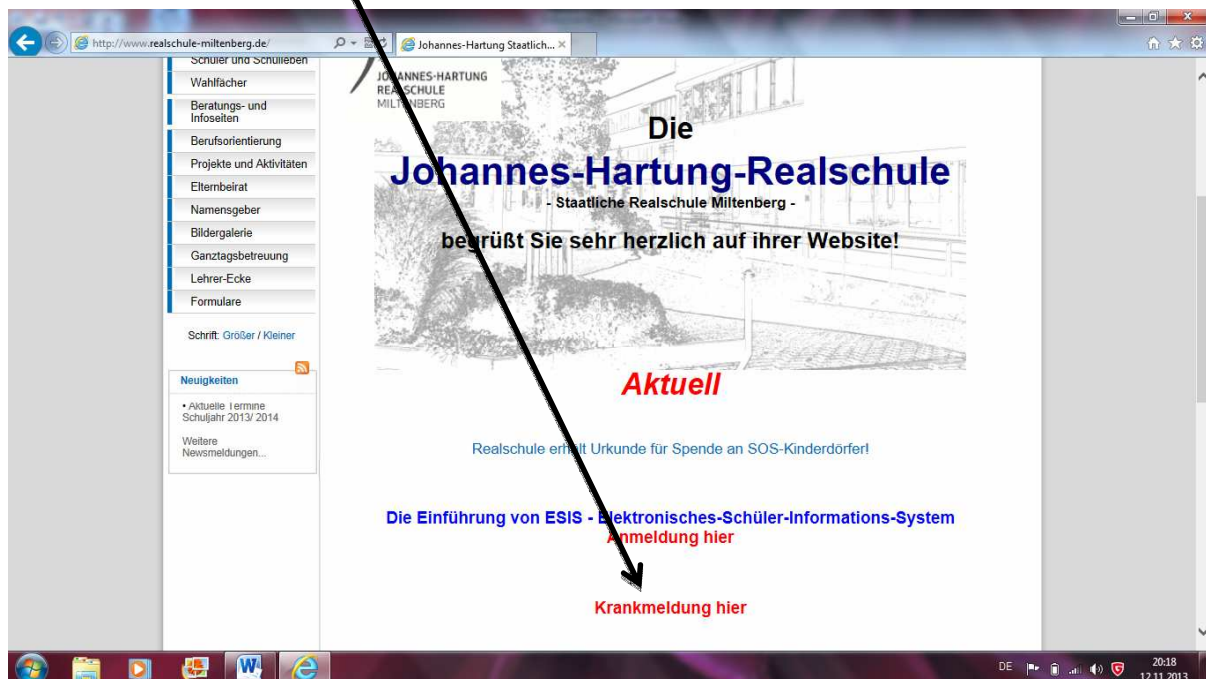 http://www.realschule-miltenberg.de/
Johannes-Hartung Staatlich...
Schüler und Schulleben
Wahlfächer
Beratungs- und
Infoseiten
Berufsorientierung
Projekte und Aktivitäten
Elternbeirat
Namensgeber
Bildergalerie
Ganztagsbetreuung
Lehrer-Ecke
Formulare
Schrift: Größer / Kleiner
Neuigkeiten
• Aktuelle Termine
Schuljahr 2013/ 2014
Weitere
Newsmeldungen...
JOHANNES-HARTUNG
REALSCHULE
MILTENBERG
Die
Johannes-Hartung-Realschule
- Staatliche Realschule Miltenberg -
begrüßt Sie sehr herzlich auf ihrer Website!
Aktuell
Realschule erhält Urkunde für Spende an SOS-Kinderdörfer!
Die Einführung von ESIS - Elektronisches-Schüler-Informations-System
Anmeldung hier
Krankmeldung hier
DE
20:18
12.11.2013